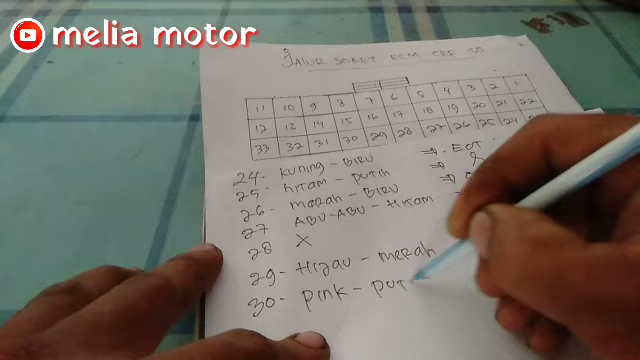 melia motor
JALUR SOKET ECM CRF 50
11 10 9 8 7 6 5 4 3 2 1
12 13 14 15 16 17 18 19 20 21 22
33 32 31 30 29 28 27 26 25 24
24- KUNING - BIRU ⇒. EOT.
25- HITAM - PUTIH ⇒
26- MERAH - BIRU ⇒
27 ABU-ABU - HITAM
28 X
29- HIJAU - MERAH
30- PINK - PUT